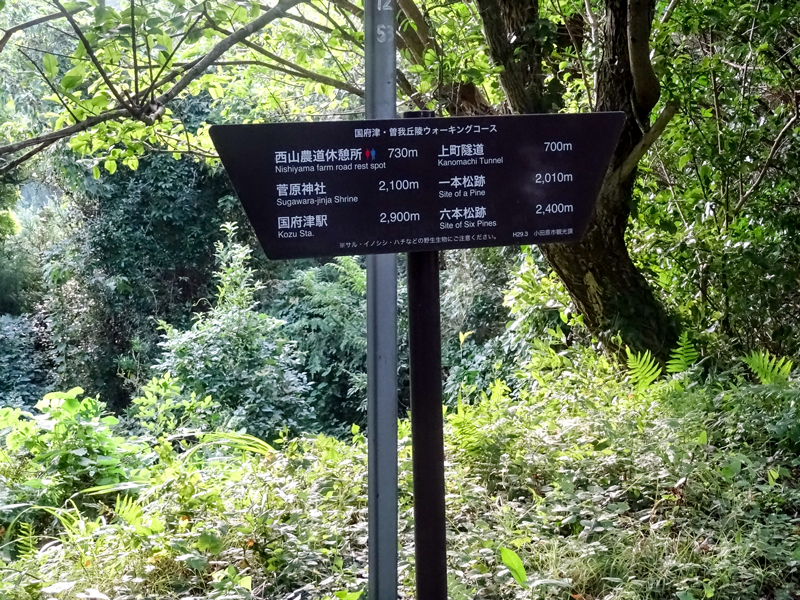 12
53
国府津・曽我丘陵ウォーキングコース
西山農道休憩所 730m
Nishiyama farm road rest spot
菅原神社 2,100m
Sugawara-jinja Shrine
国府津駅 2,900m
Kozu Sta.
上町隧道 700m
Kanomachi Tunnel
一本松跡 2,010m
Site of a Pine
六本松跡 2,400m
Site of Six Pines
※サル・イノシシ・ハチなどの野生生物にご注意ください。
H29.3 小田原市観光課